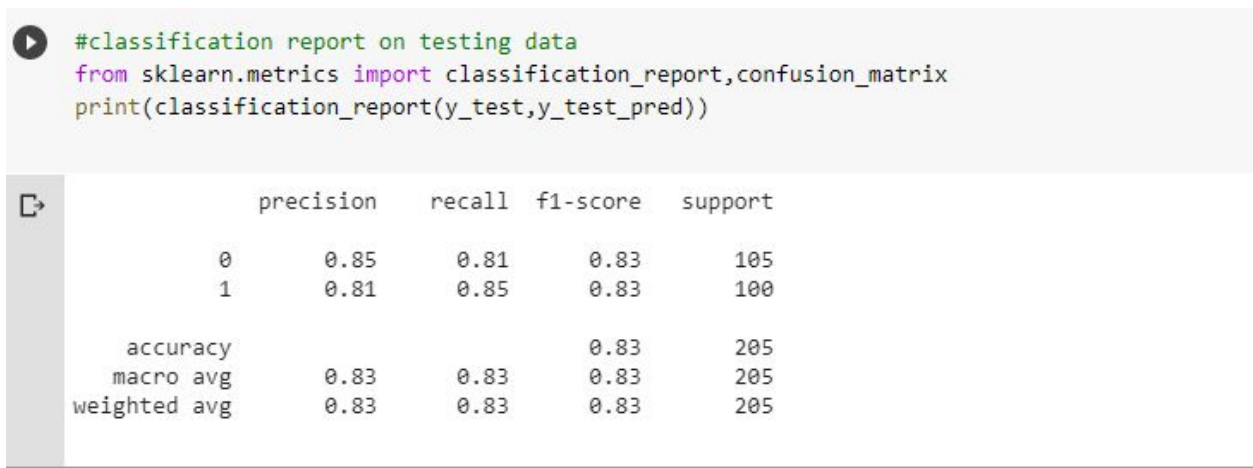 #classification report on testing data
from sklearn.metrics import classification_report,confusion_matrix
print(classification_report(y_test,y_test_pred))
precision recall f1-score support
0 0.85 0.81 0.83 105
1 0.81 0.85 0.83 100
accuracy 0.83 205
macro avg 0.83 0.83 0.83 205
weighted avg 0.83 0.83 0.83 205